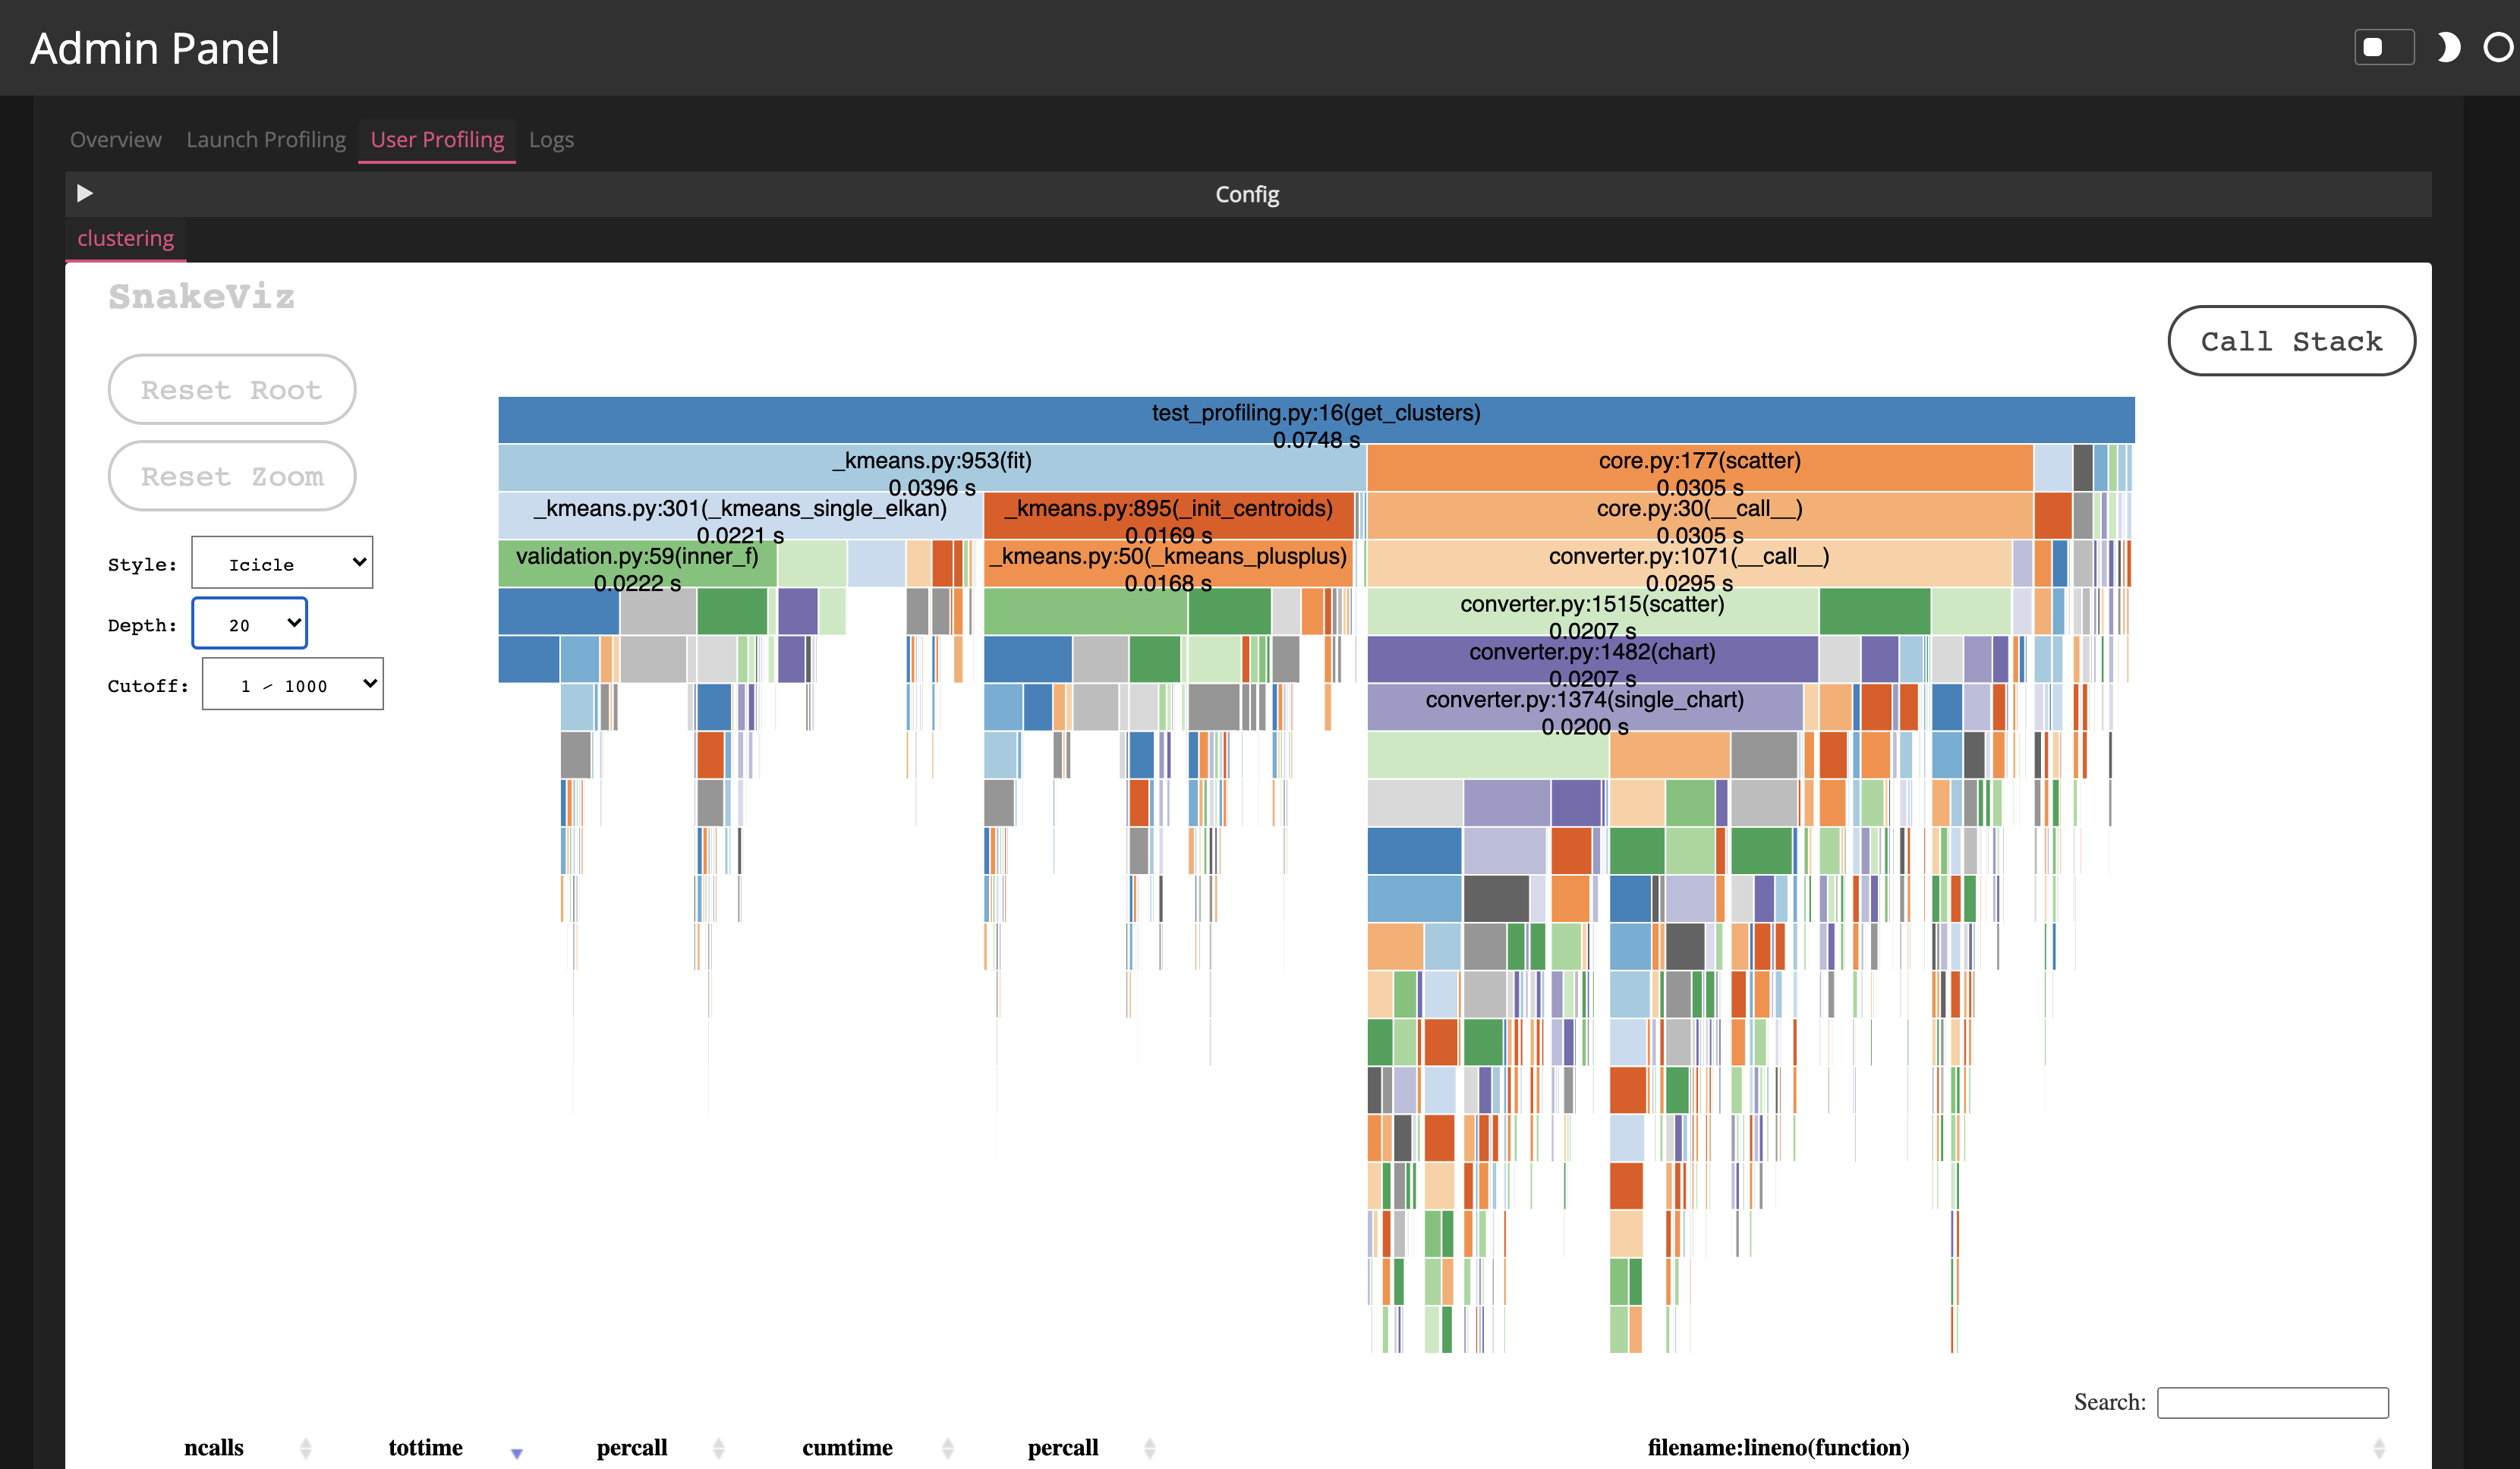 Admin Panel
Overview Launch Profiling User Profiling Logs
Config
clustering
SnakeViz
Call Stack
Reset Root
Reset Zoom
Style: Icicle
Depth: 20
Cutoff: 1 / 1000
test_profiling.py:16(get_clusters)
0.0748 s
_kmeans.py:953(fit)
0.0396 s
core.py:177(scatter)
0.0305 s
_kmeans.py:301(_kmeans_single_elkan)
0.0221 s
_kmeans.py:895(_init_centroids)
0.0169 s
core.py:30(__call__)
0.0305 s
validation.py:59(inner_f)
0.0222 s
_kmeans.py:50(_kmeans_plusplus)
0.0168 s
converter.py:1071(__call__)
0.0295 s
converter.py:1515(scatter)
0.0207 s
converter.py:1482(chart)
0.0207 s
converter.py:1374(single_chart)
0.0200 s
Search:
ncalls tottime percall cumtime percall filename:lineno(function)